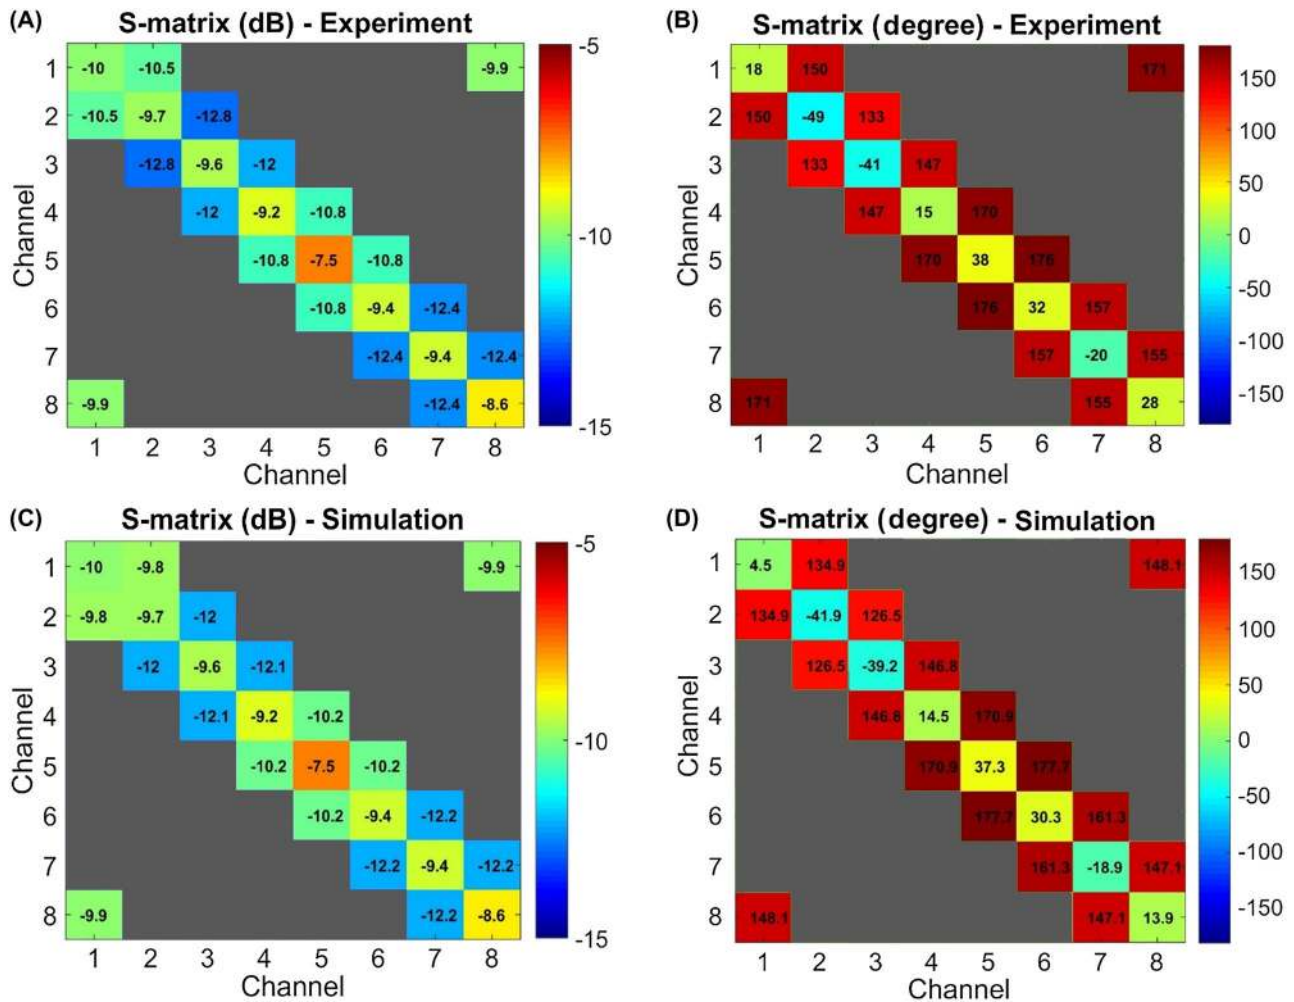 (A) S-matrix (dB) - Experiment
1 -10 -10.5 -9.9
2 -10.5 -9.7 -12.8
3 -12.8 -9.6 -12
4 -12 -9.2 -10.8
5 -10.8 -7.5 -10.8
6 -10.8 -9.4 -12.4
7 -12.4 -9.4 -12.4
8 -9.9 -12.4 -8.6
1 2 3 4 5 6 7 8
Channel
Channel
-5
-10
-15
(B) S-matrix (degree) - Experiment
1 18 150 171
2 150 -49 133
3 133 -41 147
4 147 15 170
5 170 38 176
6 176 32 157
7 157 -20 155
8 171 155 28
1 2 3 4 5 6 7 8
Channel
Channel
150
100
50
0
-50
-100
-150
(C) S-matrix (dB) - Simulation
1 -10 -9.8 -9.9
2 -9.8 -9.7 -12
3 -12 -9.6 -12.1
4 -12.1 -9.2 -10.2
5 -10.2 -7.5 -10.2
6 -10.2 -9.4 -12.2
7 -12.2 -9.4 -12.2
8 -9.9 -12.2 -8.6
1 2 3 4 5 6 7 8
Channel
Channel
-5
-10
-15
(D) S-matrix (degree) - Simulation
1 4.5 134.9 148.1
2 134.9 -41.9 126.5
3 126.5 -39.2 146.8
4 146.8 14.5 170.9
5 170.9 37.3 177.7
6 177.7 30.3 161.3
7 161.3 -18.9 147.1
8 148.1 147.1 13.9
1 2 3 4 5 6 7 8
Channel
Channel
150
100
50
0
-50
-100
-150